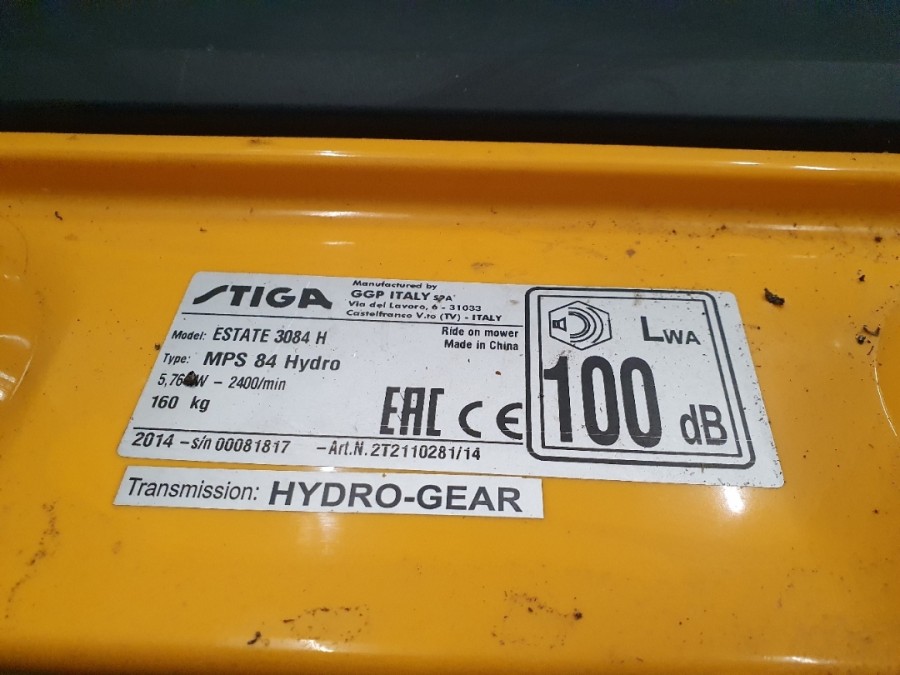 STIGA
Manufactured by
GGP ITALY SPA
Via del Lavoro, 6 - 31033
Castelfranco V.to (TV) - ITALY
Model: ESTATE 3084 H
Ride on mower
Made in China
Type: MPS 84 Hydro
- 2400/min
160 kg
EAC CE
2014 - s/n 00081817 - Art.N. 2T2110281/14
LWA
100 dB
Transmission: HYDRO-GEAR